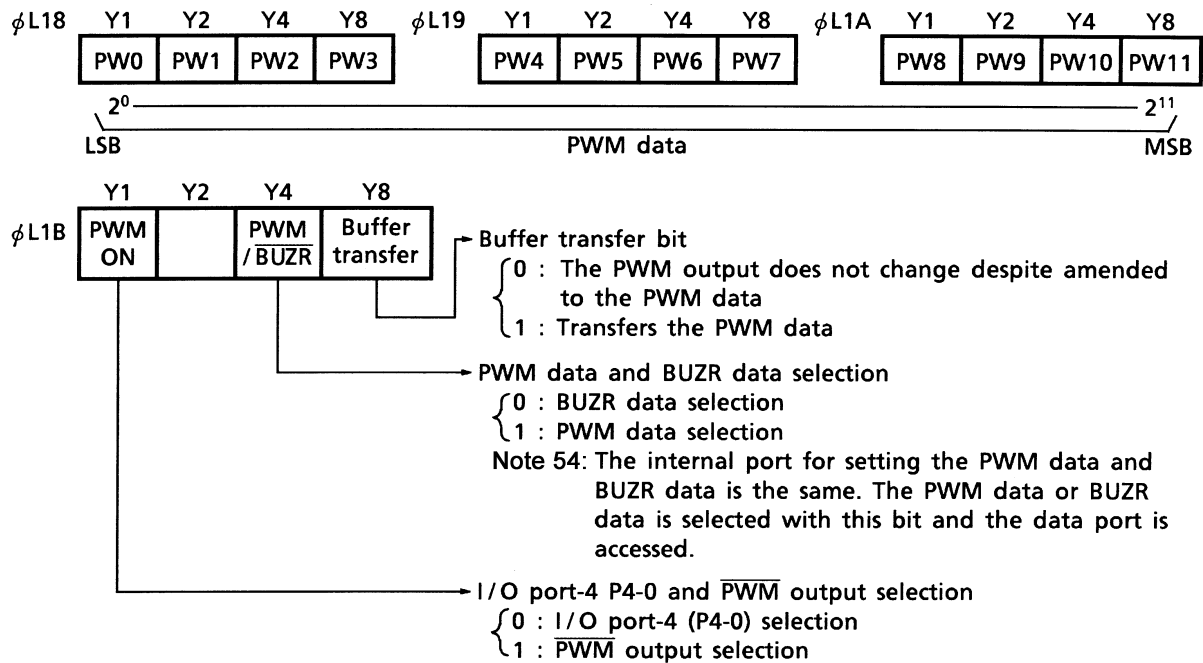 φL18 Y1 Y2 Y4 Y8 φL19 Y1 Y2 Y4 Y8 φL1A Y1 Y2 Y4 Y8
PW0 PW1 PW2 PW3 PW4 PW5 PW6 PW7 PW8 PW9 PW10 PW11
2⁰ 2¹¹
LSB PWM data MSB
Y1 Y2 Y4 Y8
φL1B PWM ON PWM /B̅U̅Z̅R̅ Buffer transfer
Buffer transfer bit
0 : The PWM output does not change despite amended
to the PWM data
1 : Transfers the PWM data
PWM data and BUZR data selection
0 : BUZR data selection
1 : PWM data selection
Note 54: The internal port for setting the PWM data and
BUZR data is the same. The PWM data or BUZR
data is selected with this bit and the data port is
accessed.
I/O port-4 P4-0 and P̅W̅M̅ output selection
0 : I/O port-4 (P4-0) selection
1 : P̅W̅M̅ output selection